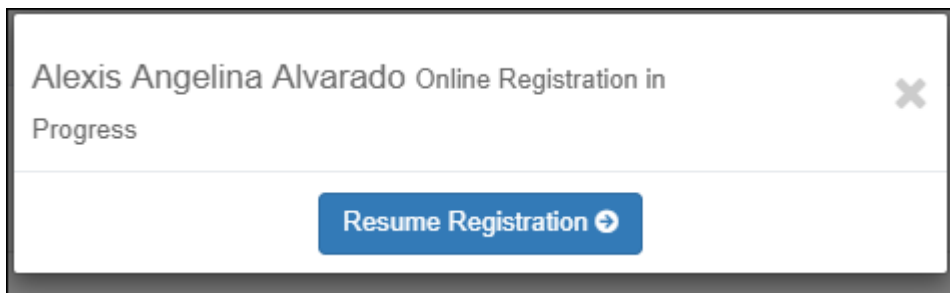 Alexis Angelina Alvarado Online Registration in
Progress
Resume Registration